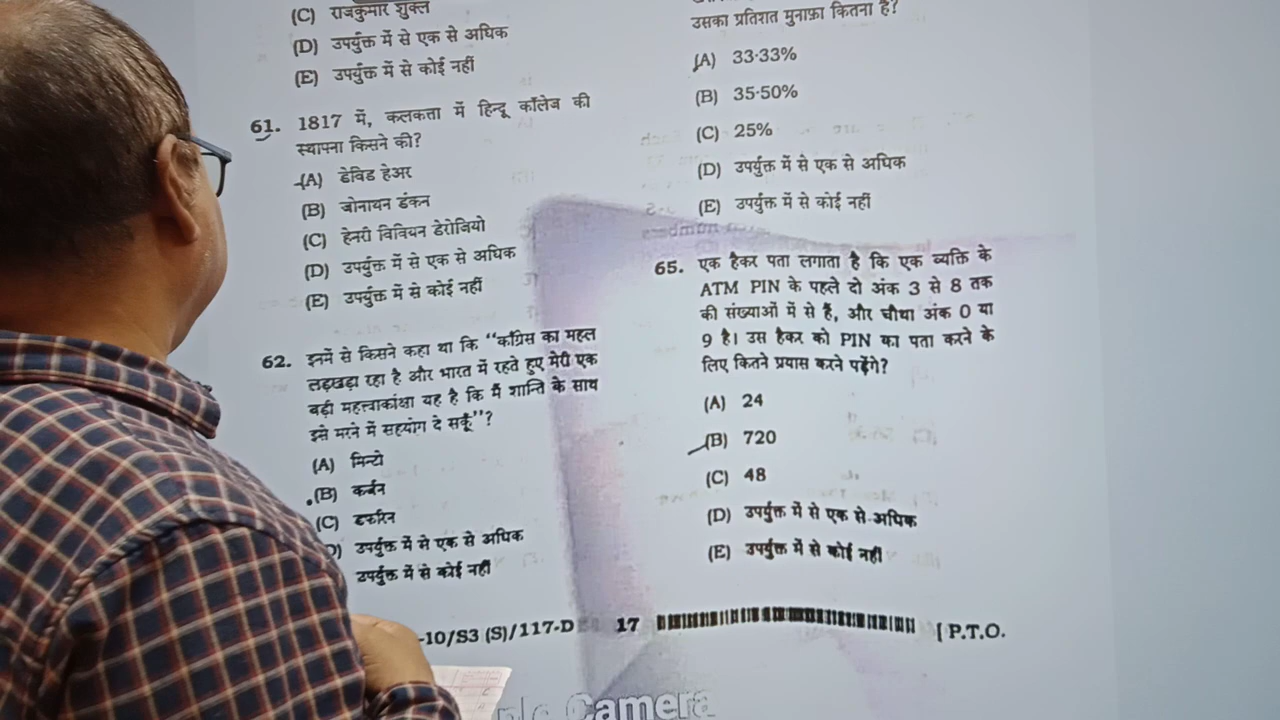 (C) राजकुमार शुक्ल
(D) उपर्युक्त में से एक से अधिक
(E) उपर्युक्त में से कोई नहीं
61. 1817 में, कलकत्ता में हिन्दू कॉलेज की
स्थापना किसने की?
(A) डेविड हेअर
(B) जोनाथन डंकन
(C) हेनरी विवियन डेरोजियो
(D) उपर्युक्त में से एक से अधिक
(E) उपर्युक्त में से कोई नहीं
62. इनमें से किसने कहा था कि “काँग्रेस का महल
लड़खड़ा रहा है और भारत में रहते हुए मेरी एक
बड़ी महत्त्वाकांक्षा यह है कि मैं शान्ति के साथ
इसे मरने में सहयोग दे सकूँ”?
(A) मिन्टो
(B) कर्जन
(C) डफरिन
D) उपर्युक्त में से एक से अधिक
उपर्युक्त में से कोई नहीं
उसका प्रतिशत मुनाफ़ा कितना है?
(A) 33·33%
(B) 35·50%
(C) 25%
(D) उपर्युक्त में से एक से अधिक
(E) उपर्युक्त में से कोई नहीं
65. एक हैकर पता लगाता है कि एक व्यक्ति के
ATM PIN के पहले दो अंक 3 से 8 तक
की संख्याओं में से हैं, और चौथा अंक 0 या
9 है। उस हैकर को PIN का पता करने के
लिए कितने प्रयास करने पड़ेंगे?
(A) 24
(B) 720
(C) 48
(D) उपर्युक्त में से एक से अधिक
(E) उपर्युक्त में से कोई नहीं
-10/S3 (S)/117-D 17 [ P.T.O.
Camera